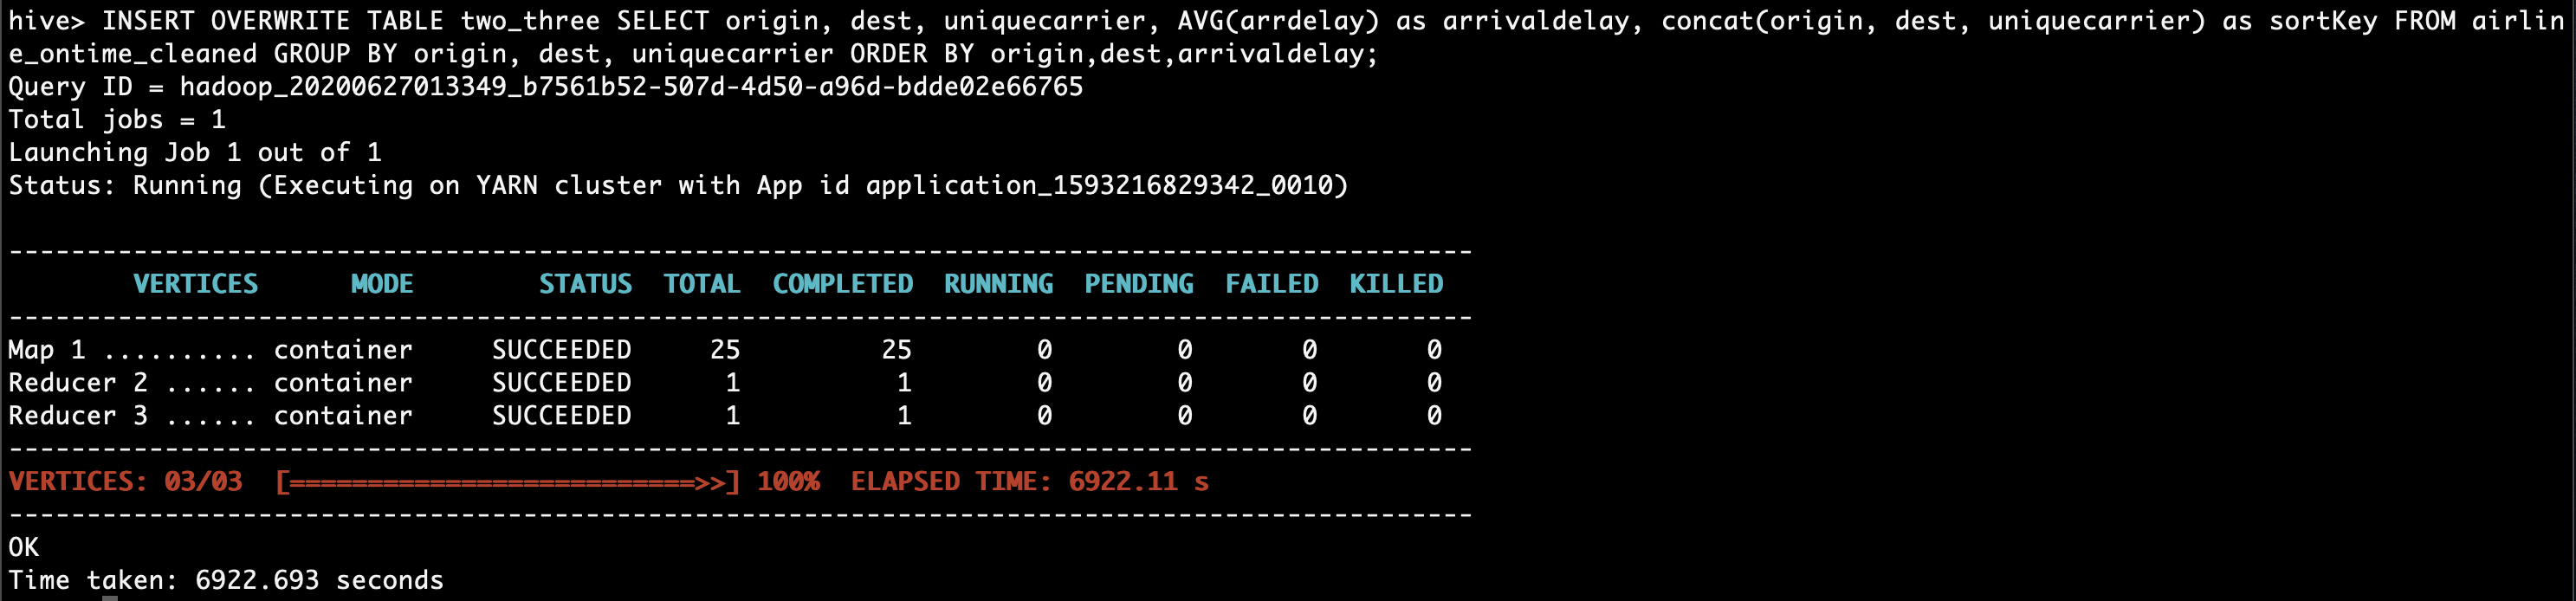 hive> INSERT OVERWRITE TABLE two_three SELECT origin, dest, uniquecarrier, AVG(arrdelay) as arrivaldelay, concat(origin, dest, uniquecarrier) as sortKey FROM airlin
e_ontime_cleaned GROUP BY origin, dest, uniquecarrier ORDER BY origin,dest,arrivaldelay;
Query ID = hadoop_20200627013349_b7561b52-507d-4d50-a96d-bdde02e66765
Total jobs = 1
Launching Job 1 out of 1
Status: Running (Executing on YARN cluster with App id application_1593216829342_0010)
----------------------------------------------------------------------------------------------
VERTICES MODE STATUS TOTAL COMPLETED RUNNING PENDING FAILED KILLED
----------------------------------------------------------------------------------------------
Map 1 .......... container SUCCEEDED 25 25 0 0 0 0
Reducer 2 ...... container SUCCEEDED 1 1 0 0 0 0
Reducer 3 ...... container SUCCEEDED 1 1 0 0 0 0
----------------------------------------------------------------------------------------------
VERTICES: 03/03 [==========================>>] 100% ELAPSED TIME: 6922.11 s
----------------------------------------------------------------------------------------------
OK
Time taken: 6922.693 seconds